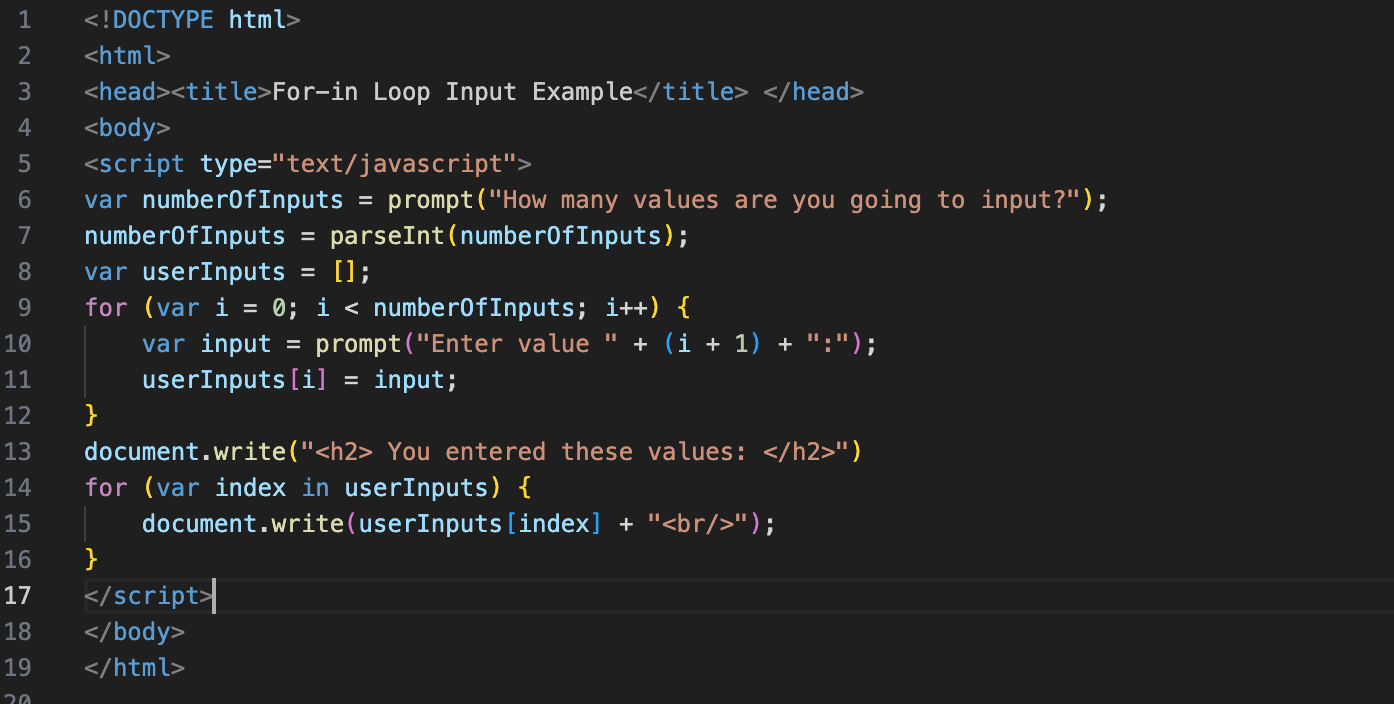 1 <!DOCTYPE html>
2 <html>
3 <head><title>For-in Loop Input Example</title> </head>
4 <body>
5 <script type="text/javascript">
6 var numberOfInputs = prompt("How many values are you going to input?");
7 numberOfInputs = parseInt(numberOfInputs);
8 var userInputs = [];
9 for (var i = 0; i < numberOfInputs; i++) {
10     var input = prompt("Enter value " + (i + 1) + ":");
11     userInputs[i] = input;
12 }
13 document.write("<h2> You entered these values: </h2>")
14 for (var index in userInputs) {
15     document.write(userInputs[index] + "<br/>");
16 }
17 </script>
18 </body>
19 </html>
20